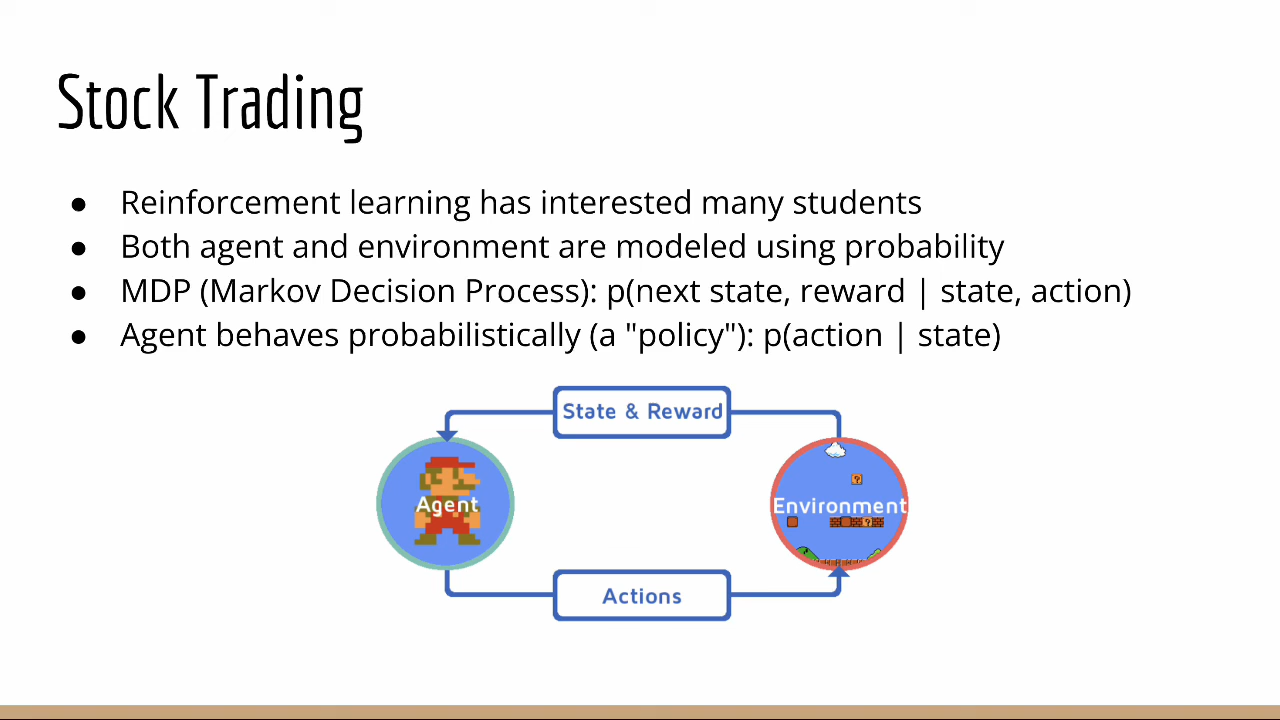 Stock Trading
● Reinforcement learning has interested many students
● Both agent and environment are modeled using probability
● MDP (Markov Decision Process): p(next state, reward | state, action)
● Agent behaves probabilistically (a "policy"): p(action | state)
State & Reward
Agent
Environment
?
?
Actions